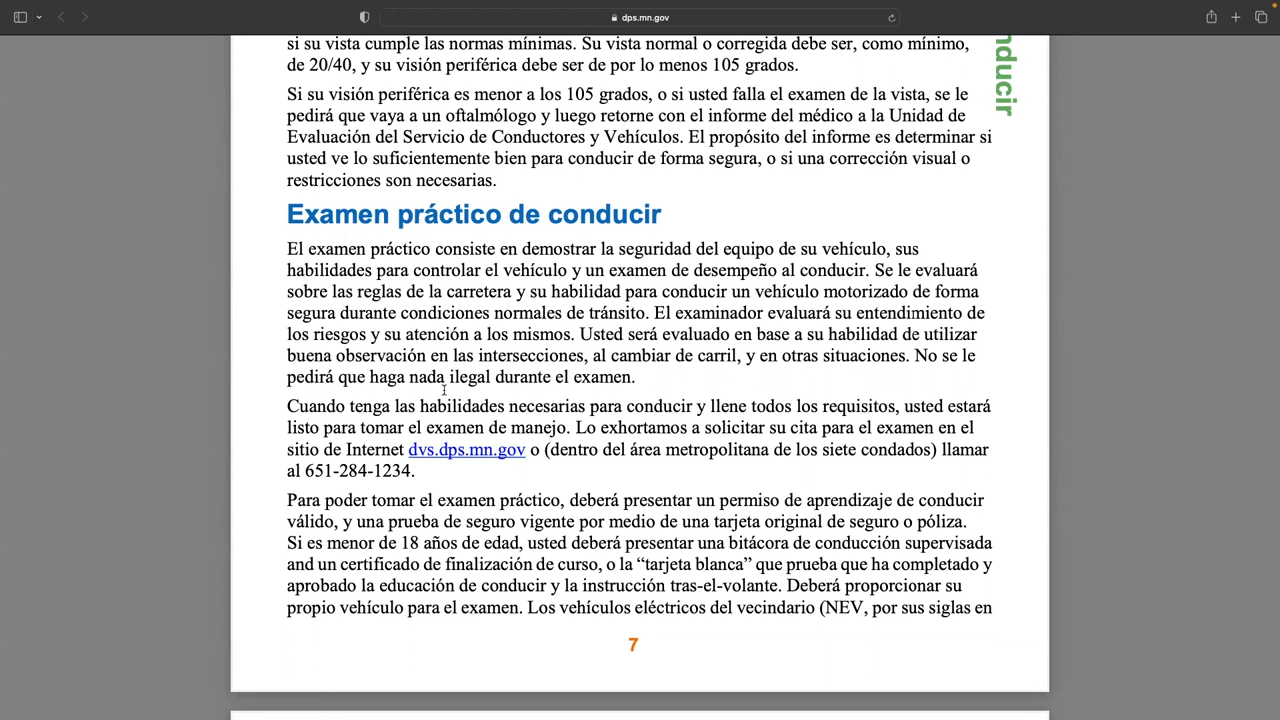 dps.mn.gov
si su vista cumple las normas mínimas. Su vista normal o corregida debe ser, como mínimo,
de 20/40, y su visión periférica debe ser de por lo menos 105 grados.
Si su visión periférica es menor a los 105 grados, o si usted falla el examen de la vista, se le
pedirá que vaya a un oftalmólogo y luego retorne con el informe del médico a la Unidad de
Evaluación del Servicio de Conductores y Vehículos. El propósito del informe es determinar si
usted ve lo suficientemente bien para conducir de forma segura, o si una corrección visual o
restricciones son necesarias.
Examen práctico de conducir
El examen práctico consiste en demostrar la seguridad del equipo de su vehículo, sus
habilidades para controlar el vehículo y un examen de desempeño al conducir. Se le evaluará
sobre las reglas de la carretera y su habilidad para conducir un vehículo motorizado de forma
segura durante condiciones normales de tránsito. El examinador evaluará su entendimiento de
los riesgos y su atención a los mismos. Usted será evaluado en base a su habilidad de utilizar
buena observación en las intersecciones, al cambiar de carril, y en otras situaciones. No se le
pedirá que haga nada ilegal durante el examen.
Cuando tenga las habilidades necesarias para conducir y llene todos los requisitos, usted estará
listo para tomar el examen de manejo. Lo exhortamos a solicitar su cita para el examen en el
sitio de Internet dvs.dps.mn.gov o (dentro del área metropolitana de los siete condados) llamar
al 651-284-1234.
Para poder tomar el examen práctico, deberá presentar un permiso de aprendizaje de conducir
válido, y una prueba de seguro vigente por medio de una tarjeta original de seguro o póliza.
Si es menor de 18 años de edad, usted deberá presentar una bitácora de conducción supervisada
and un certificado de finalización de curso, o la “tarjeta blanca” que prueba que ha completado y
aprobado la educación de conducir y la instrucción tras-el-volante. Deberá proporcionar su
propio vehículo para el examen. Los vehículos eléctricos del vecindario (NEV, por sus siglas en
7
nducir